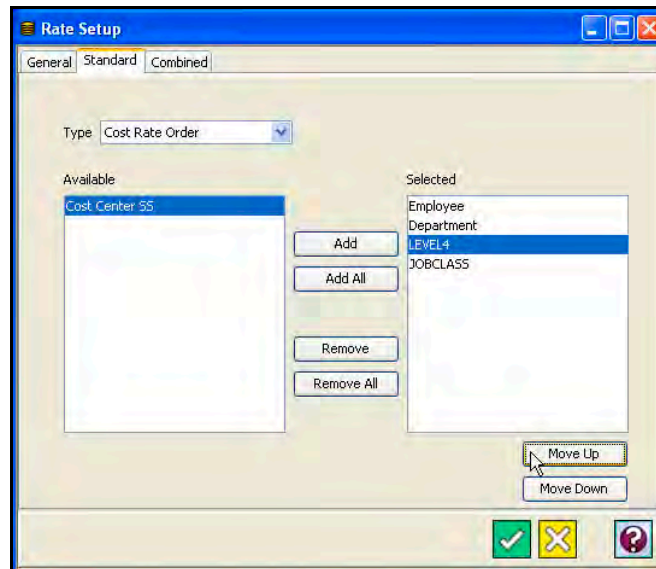 Rate Setup
General Standard Combined
Type Cost Rate Order
Available
Selected
Cost Center SS
Employee
Department
LEVEL4
JOBCLASS
Add
Add All
Remove
Remove All
Move Up
Move Down
?